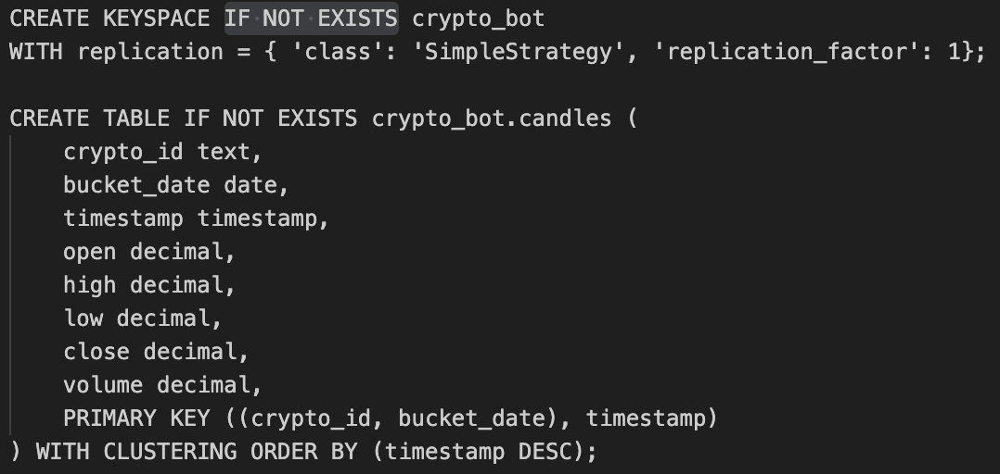 CREATE KEYSPACE IF NOT EXISTS crypto_bot
WITH replication = { 'class': 'SimpleStrategy', 'replication_factor': 1};

CREATE TABLE IF NOT EXISTS crypto_bot.candles (
    crypto_id text,
    bucket_date date,
    timestamp timestamp,
    open decimal,
    high decimal,
    low decimal,
    close decimal,
    volume decimal,
    PRIMARY KEY ((crypto_id, bucket_date), timestamp)
) WITH CLUSTERING ORDER BY (timestamp DESC);